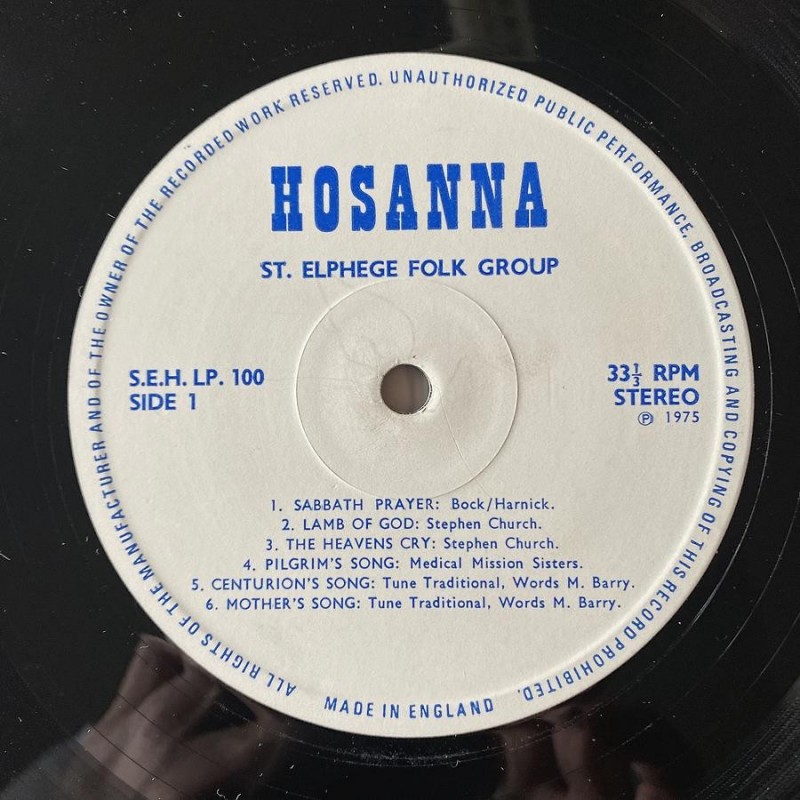 ALL RIGHTS OF THE MANUFACTURER AND OF THE OWNER OF THE RECORDED WORK RESERVED. UNAUTHORIZED PUBLIC PERFORMANCE, BROADCASTING AND COPYING OF THIS RECORD PROHIBITED.
HOSANNA
ST. ELPHEGE FOLK GROUP
S.E.H. LP. 100
SIDE 1
33⅓ RPM
STEREO
℗ 1975
1. SABBATH PRAYER: Bock/Harnick.
2. LAMB OF GOD: Stephen Church.
3. THE HEAVENS CRY: Stephen Church.
4. PILGRIM'S SONG: Medical Mission Sisters.
5. CENTURION'S SONG: Tune Traditional, Words M. Barry.
6. MOTHER'S SONG: Tune Traditional, Words M. Barry.
MADE IN ENGLAND